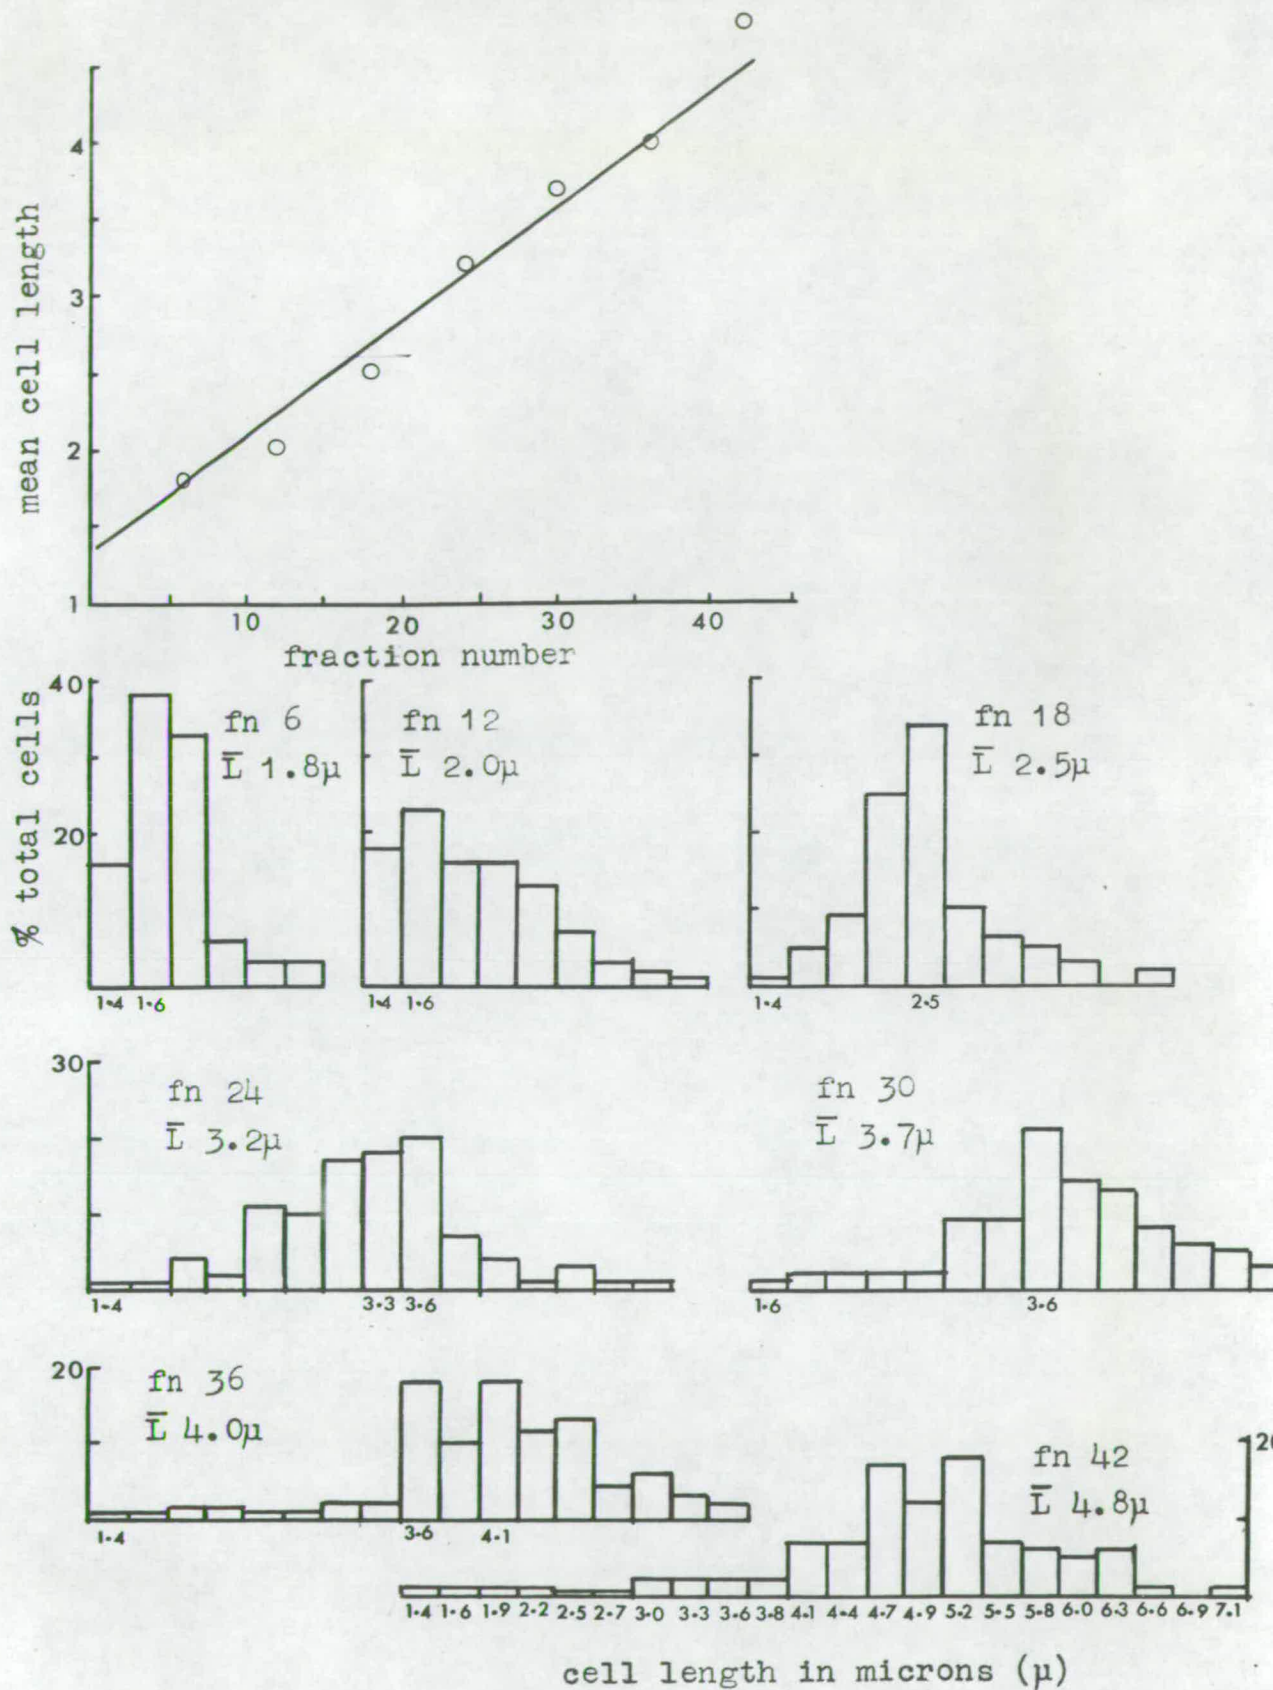 mean cell length
4
3
2
1
10 20 30 40
fraction number
% total cells
40
20
fn 6
L̅ 1.8µ
1·4 1·6
fn 12
L̅ 2.0µ
1·4 1·6
fn 18
L̅ 2.5µ
1·4 2·5
30
fn 24
L̅ 3.2µ
1·4 3·3 3·6
fn 30
L̅ 3.7µ
1·6 3·6
20
fn 36
L̅ 4.0µ
1·4 3·6 4·1
fn 42
L̅ 4.8µ
20
1·4 1·6 1·9 2·2 2·5 2·7 3·0 3·3 3·6 3·8 4·1 4·4 4·7 4·9 5·2 5·5 5·8 6·0 6·3 6·6 6·9 7·1
cell length in microns (µ)